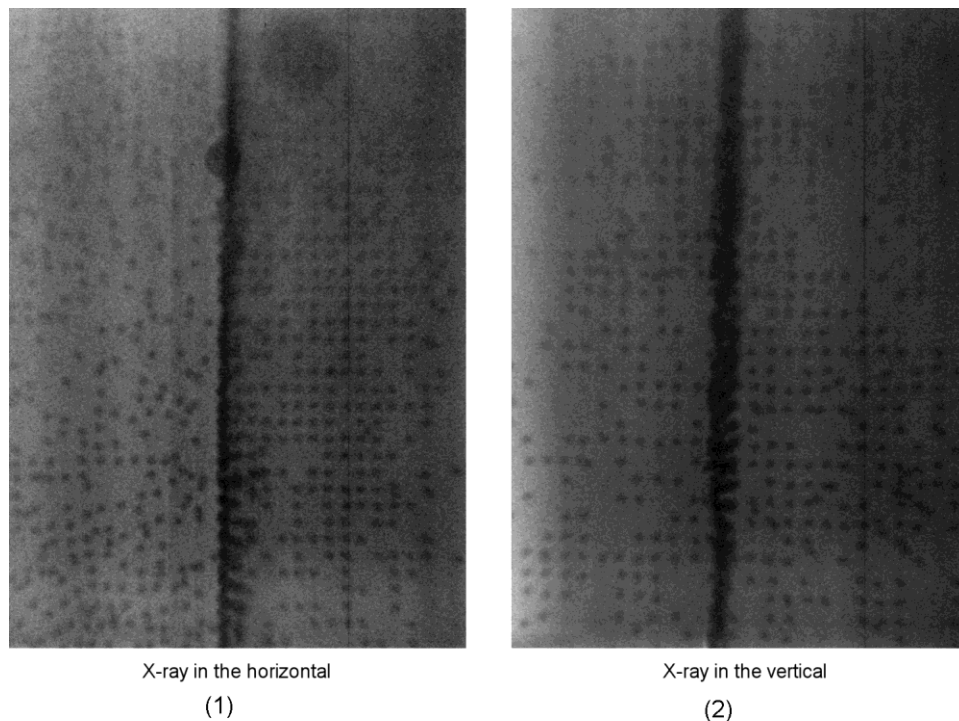 X-ray in the horizontal
(1)
X-ray in the vertical
(2)